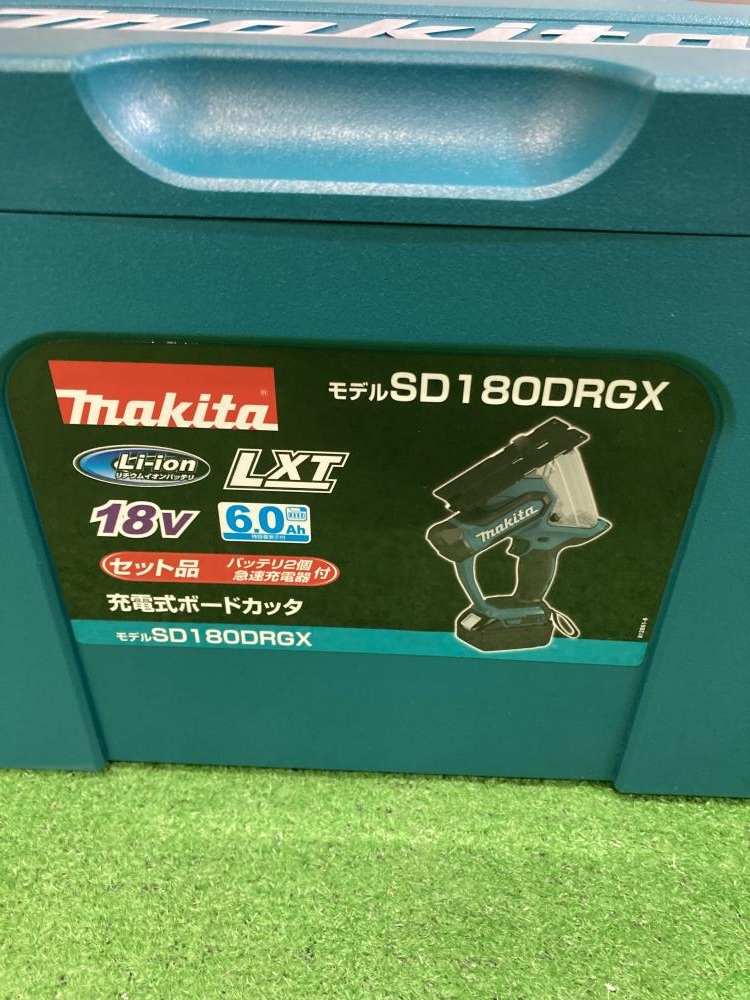 makita
makita
モデルSD180DRGX
Li-ion
リチウムイオンバッテリ
LXT
18V
6.0Ah
セット品 バッテリ2個
急速充電器付
makita
充電式ボードカッタ
モデルSD180DRGX